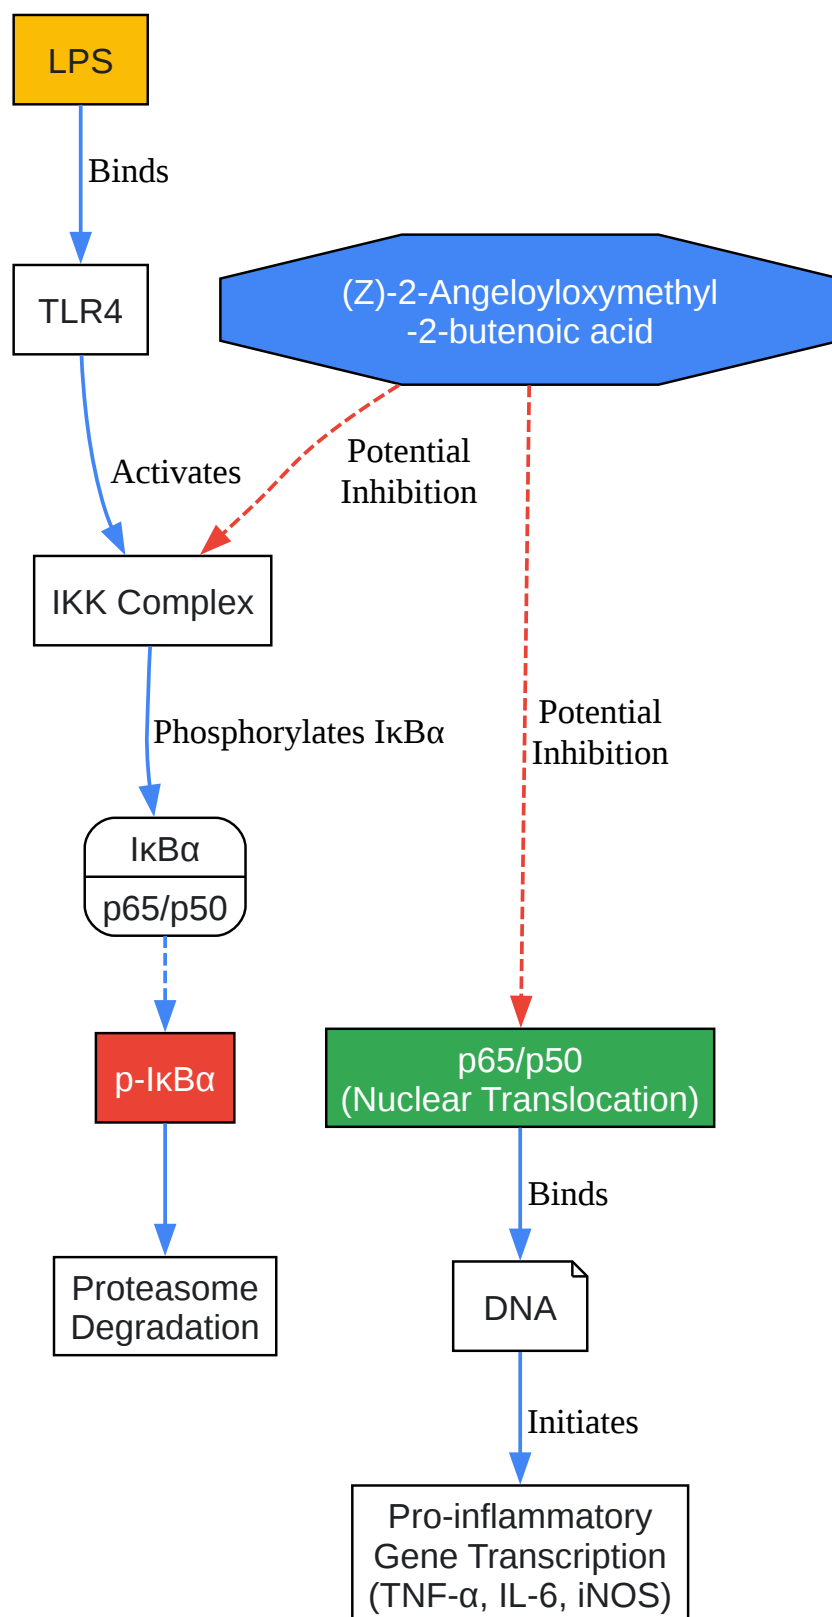 LPS
Binds
TLR4
(Z)-2-Angeloyloxymethyl
-2-butenoic acid
Activates
Potential
Inhibition
IKK Complex
Phosphorylates IκBα
Potential
Inhibition
IκBα
p65/p50
p-IκBα
p65/p50
(Nuclear Translocation)
Binds
Proteasome
Degradation
DNA
Initiates
Pro-inflammatory
Gene Transcription
(TNF-α, IL-6, iNOS)